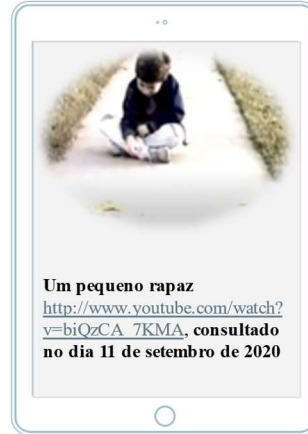 Um pequeno rapaz
http://www.youtube.com/watch?
v=biQzCA_7KMA, consultado
no dia 11 de setembro de 2020